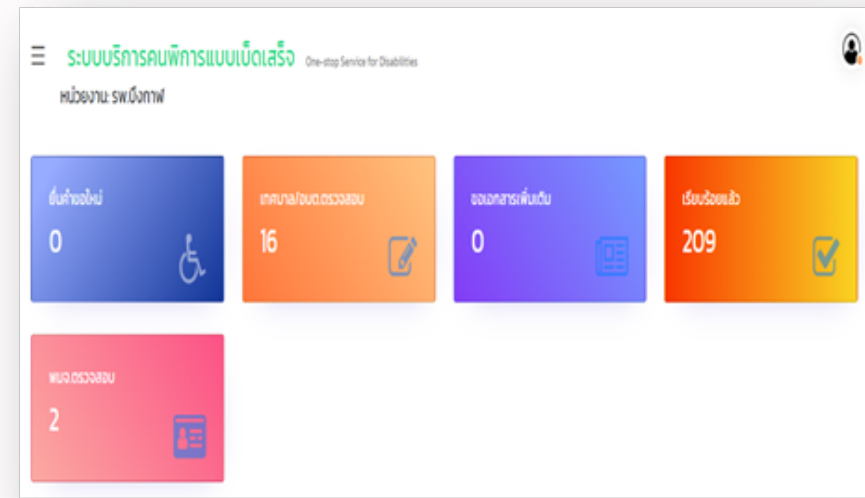 ระบบบริการคนพิการแบบเบ็ดเสร็จ One-stop Service for Disabilities
หน่วยงาน: รพ.บึงกาฬ
ยื่นคำขอใหม่
0
เทศบาล/อบต.ตรวจสอบ
16
ขอเอกสารเพิ่มเติม
0
เรียบร้อยแล้ว
209
พมจ.ตรวจสอบ
2